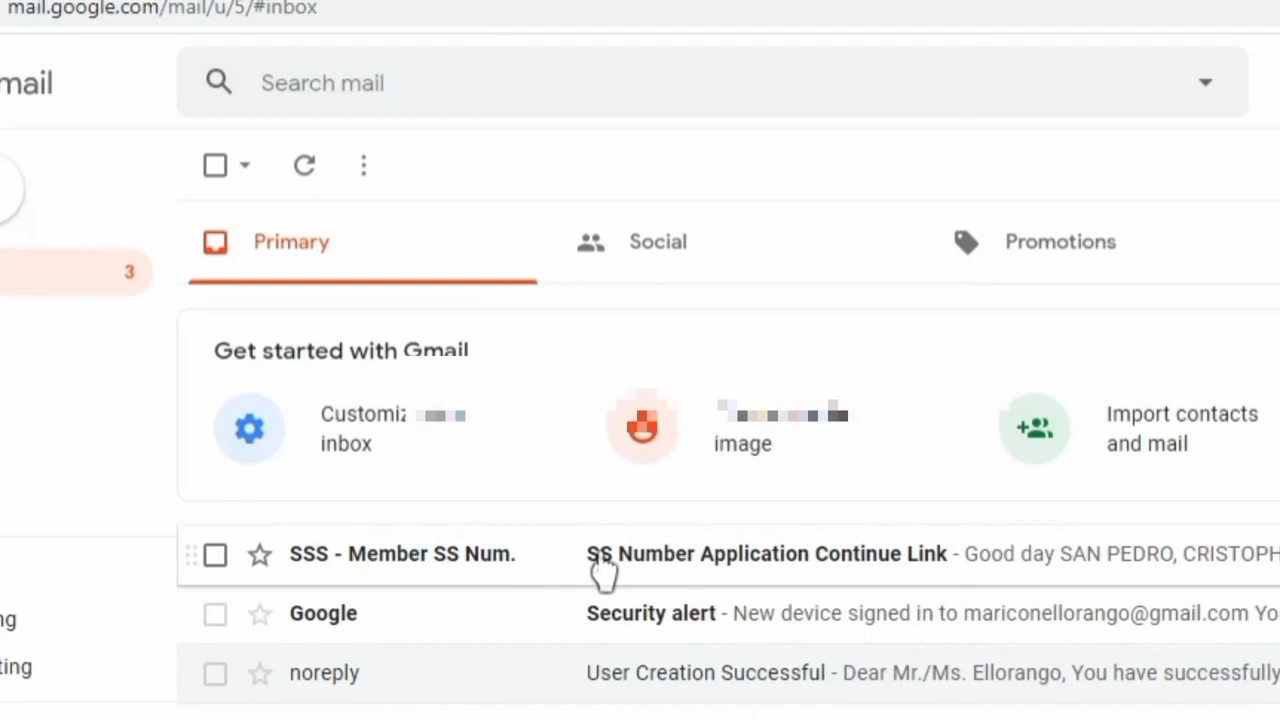 mail.google.com/mail/u/5/#inbox
mail
Search mail
Primary
Social
Promotions
3
Get started with Gmail
inbox
image
Import contacts
and mail
SSS - Member SS Num.
SS Number Application Continue Link - Good day SAN PEDRO, CRISTOPH
Google
Security alert - New device signed in to mariconellorango@gmail.com Yo
ng
noreply
User Creation Successful - Dear Mr./Ms. Ellorango, You have successfully
ting